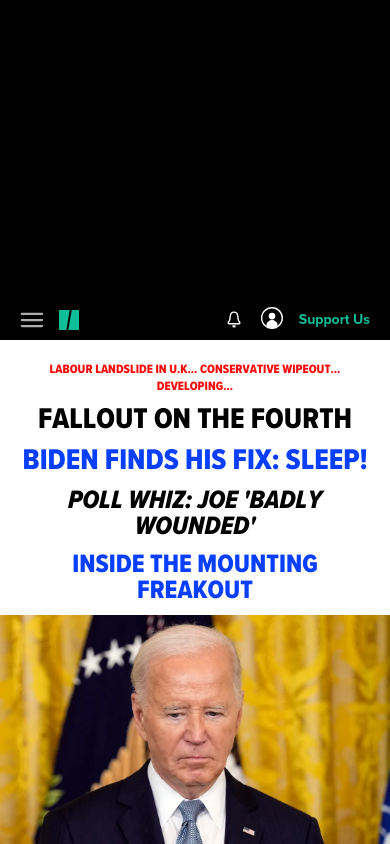 Support Us
LABOUR LANDSLIDE IN U.K... CONSERVATIVE WIPEOUT...
DEVELOPING...
FALLOUT ON THE FOURTH
BIDEN FINDS HIS FIX: SLEEP!
POLL WHIZ: JOE 'BADLY
WOUNDED'
INSIDE THE MOUNTING
FREAKOUT